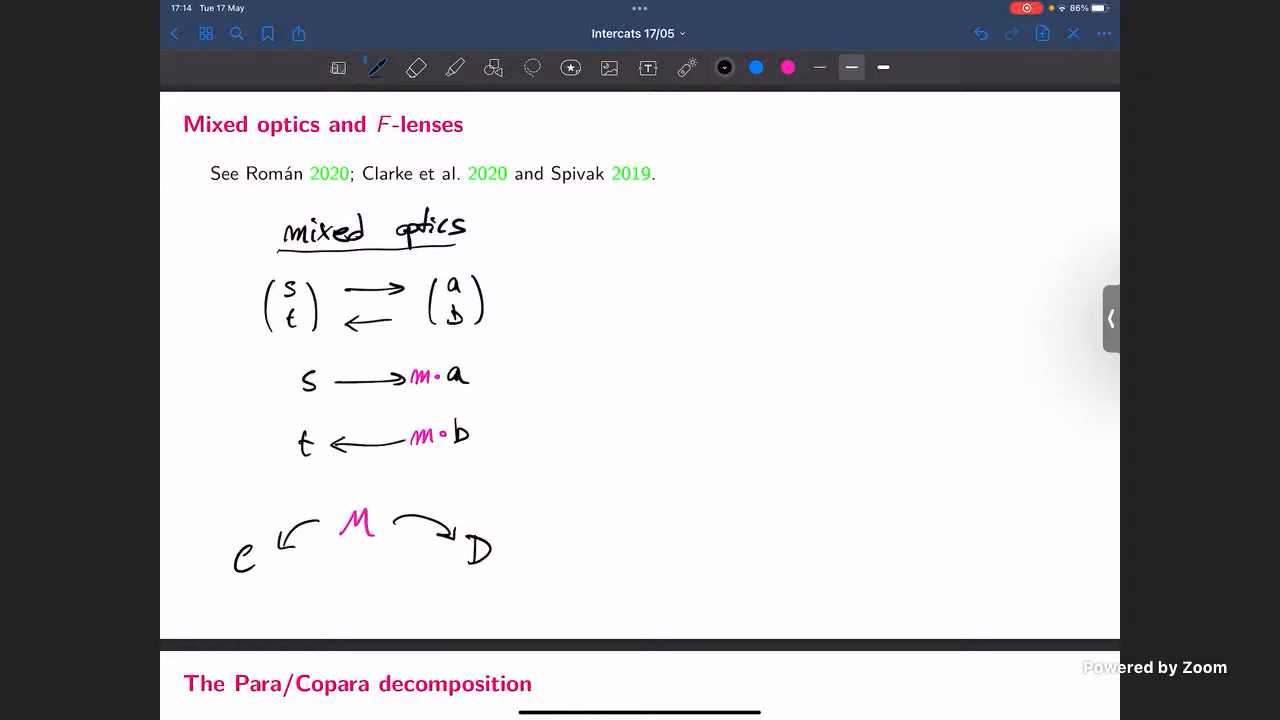 17:14 Tue 17 May
86%
Intercats 17/05
Mixed optics and F-lenses
See Román 2020; Clarke et al. 2020 and Spivak 2019.
mixed optics
(s t) → ← (a b)
s → m · a
t ← m · b
C M D
The Para/Copara decomposition
Powered by Zoom